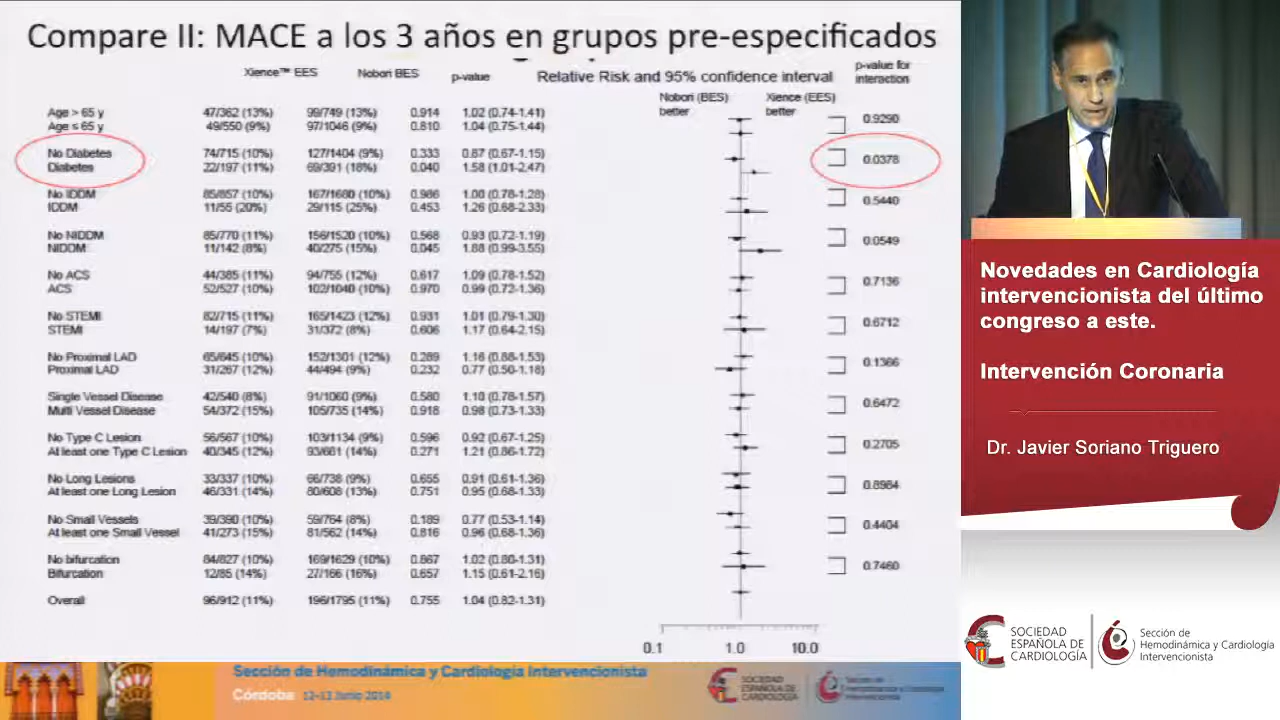 Compare II: MACE a los 3 años en grupos pre-especificados
Xience™ EES Nobori BES p-value Relative Risk and 95% confidence interval p-value for interaction
Nobori (BES) better Xience (EES) better
Age > 65 y 47/362 (13%) 99/749 (13%) 0.914 1.02 (0.74-1.41)
Age ≤ 65 y 49/550 (9%) 97/1046 (9%) 0.810 1.04 (0.75-1.44)
0.9290
No Diabetes 74/715 (10%) 127/1404 (9%) 0.333 0.87 (0.67-1.15)
Diabetes 22/197 (11%) 69/391 (18%) 0.040 1.58 (1.01-2.47)
0.0378
No IDDM 85/857 (10%) 167/1680 (10%) 0.986 1.00 (0.78-1.28)
IDDM 11/55 (20%) 29/115 (25%) 0.453 1.26 (0.68-2.33)
0.5440
No NIDDM 85/770 (11%) 156/1520 (10%) 0.568 0.93 (0.72-1.19)
NIDDM 11/142 (8%) 40/275 (15%) 0.045 1.88 (0.99-3.55)
0.0549
No ACS 44/385 (11%) 94/755 (12%) 0.617 1.09 (0.78-1.52)
ACS 52/527 (10%) 102/1040 (10%) 0.970 0.99 (0.72-1.36)
0.7136
No STEMI 82/715 (11%) 165/1423 (12%) 0.931 1.01 (0.79-1.30)
STEMI 14/197 (7%) 31/372 (8%) 0.606 1.17 (0.64-2.15)
0.6712
No Proximal LAD 65/645 (10%) 152/1301 (12%) 0.289 1.16 (0.88-1.53)
Proximal LAD 31/267 (12%) 44/494 (9%) 0.232 0.77 (0.50-1.18)
0.1366
Single Vessel Disease 42/540 (8%) 91/1060 (9%) 0.580 1.10 (0.78-1.57)
Multi Vessel Disease 54/372 (15%) 105/735 (14%) 0.918 0.98 (0.73-1.33)
0.6472
No Type C Lesion 56/567 (10%) 103/1134 (9%) 0.596 0.92 (0.67-1.25)
At least one Type C Lesion 40/345 (12%) 93/661 (14%) 0.271 1.21 (0.86-1.72)
0.2705
No Long Lesions 33/337 (10%) 66/738 (9%) 0.655 0.91 (0.61-1.36)
At least one Long Lesion 46/331 (14%) 80/608 (13%) 0.751 0.95 (0.68-1.33)
0.8984
No Small Vessels 39/390 (10%) 59/764 (8%) 0.189 0.77 (0.53-1.14)
At least one Small Vessel 41/273 (15%) 81/562 (14%) 0.816 0.96 (0.68-1.36)
0.4404
No bifurcation 84/827 (10%) 169/1629 (10%) 0.867 1.02 (0.80-1.31)
Bifurcation 12/85 (14%) 27/166 (16%) 0.657 1.15 (0.61-2.16)
0.7460
Overall 96/912 (11%) 196/1795 (11%) 0.755 1.04 (0.82-1.31)
0.1 1.0 10.0
Sección de Hemodinámica y Cardiología Intervencionista
Córdoba 12-13 Junio 2014
SOCIEDAD
ESPAÑOLA DE
CARDIOLOGÍA
Sección de
Hemodinámica y Cardiología
Intervencionista
Novedades en Cardiología
intervencionista del último
congreso a este.
Intervención Coronaria
Dr. Javier Soriano Triguero
SOCIEDAD
ESPAÑOLA DE
CARDIOLOGÍA
Sección de
Hemodinámica y Cardiología
Intervencionista